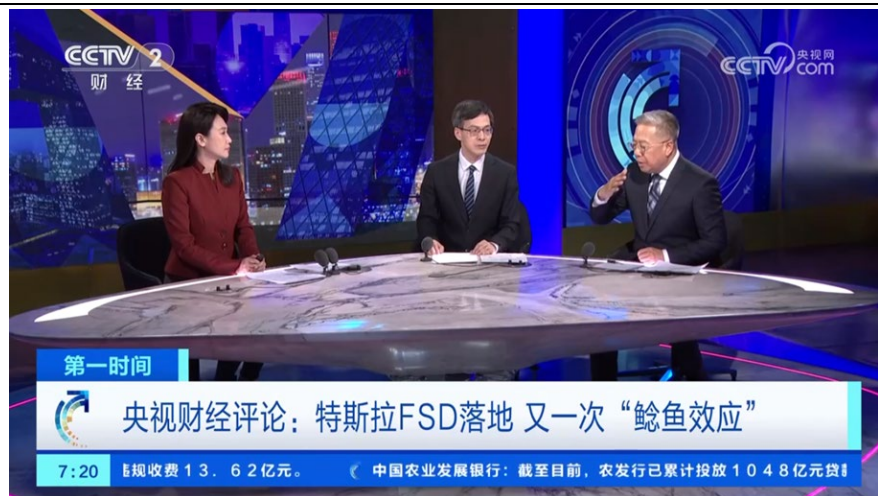 CCTV 2
财 经
央视网
CCTV com
第一时间
央视财经评论：特斯拉FSD落地 又一次“鲶鱼效应”
7:20
规收费13.62亿元。 中国农业发展银行：截至目前，农发行已累计投放1048亿元贷